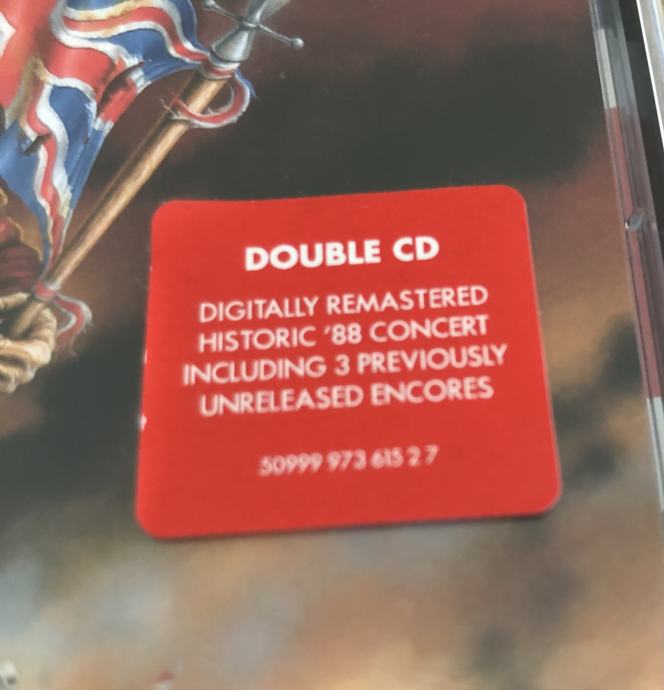 DOUBLE CD
DIGITALLY REMASTERED
HISTORIC '88 CONCERT
INCLUDING 3 PREVIOUSLY
UNRELEASED ENCORES
50999 973 615 2 7